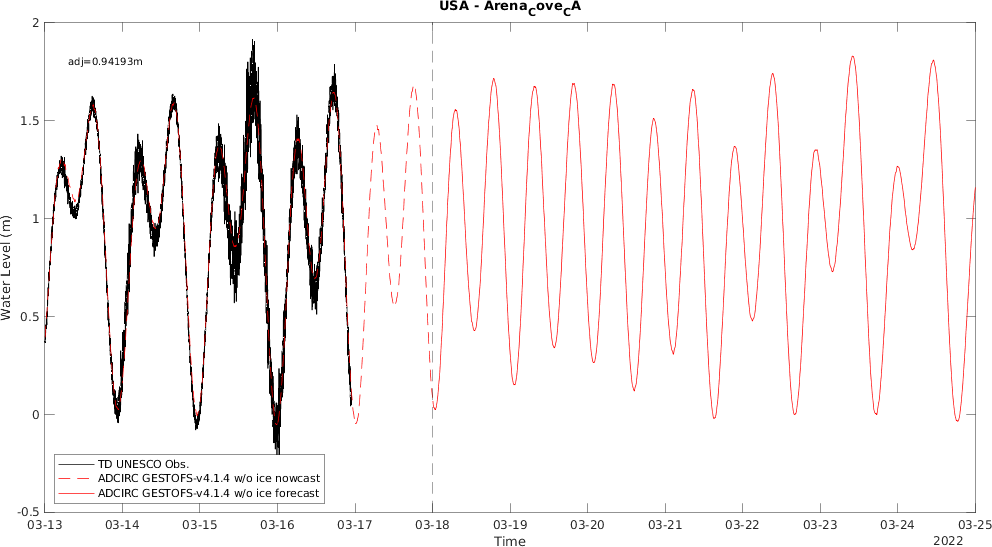 USA - ArenaCoveCA
2
adj=0.94193m
1.5
1
Water Level (m)
0.5
0
TD UNESCO Obs.
ADCIRC GESTOFS-v4.1.4 w/o ice nowcast
ADCIRC GESTOFS-v4.1.4 w/o ice forecast
-0.5
03-13 03-14 03-15 03-16 03-17 03-18 03-19 03-20 03-21 03-22 03-23 03-24 03-25
Time
2022